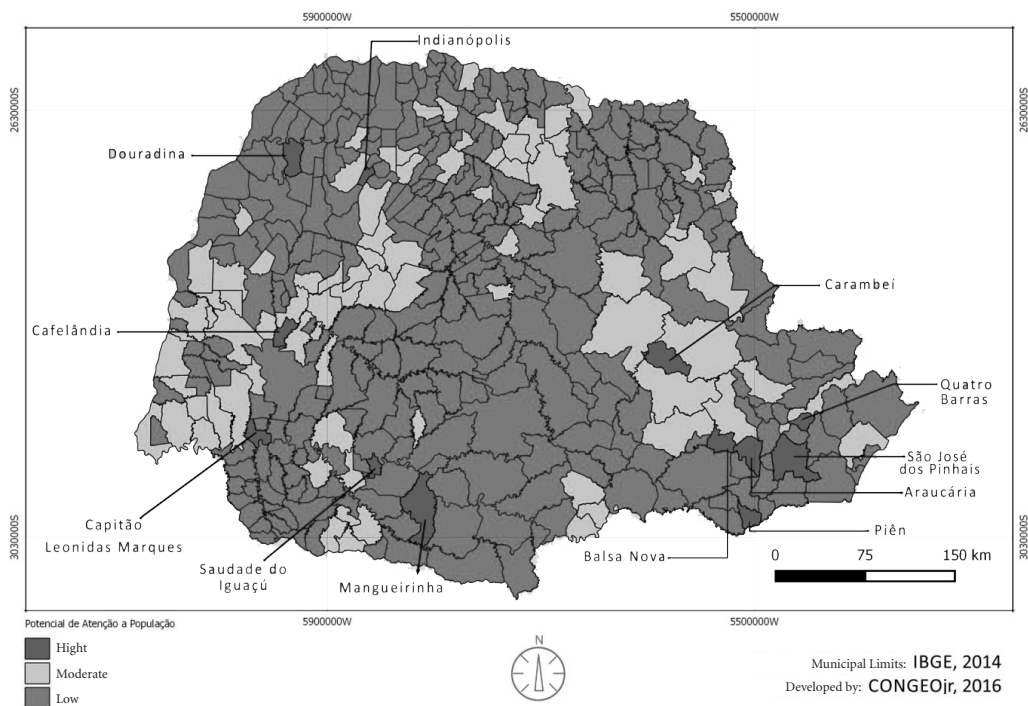 5900000W
5500000W
Indianópolis
2630000S
2630000S
Douradina
Carambeí
Cafelândia
Quatro
Barras
São José
dos Pinhais
Araucária
Capitão
Leonidas Marques
Piên
3030000S
3030000S
Balsa Nova
Saudade do
Iguaçú
Mangueirinha
0 75 150 km
5900000W
5500000W
Potencial de Atenção a População
Hight
Moderate
Low
N
Municipal Limits: IBGE, 2014
Developed by: CONGEOjr, 2016